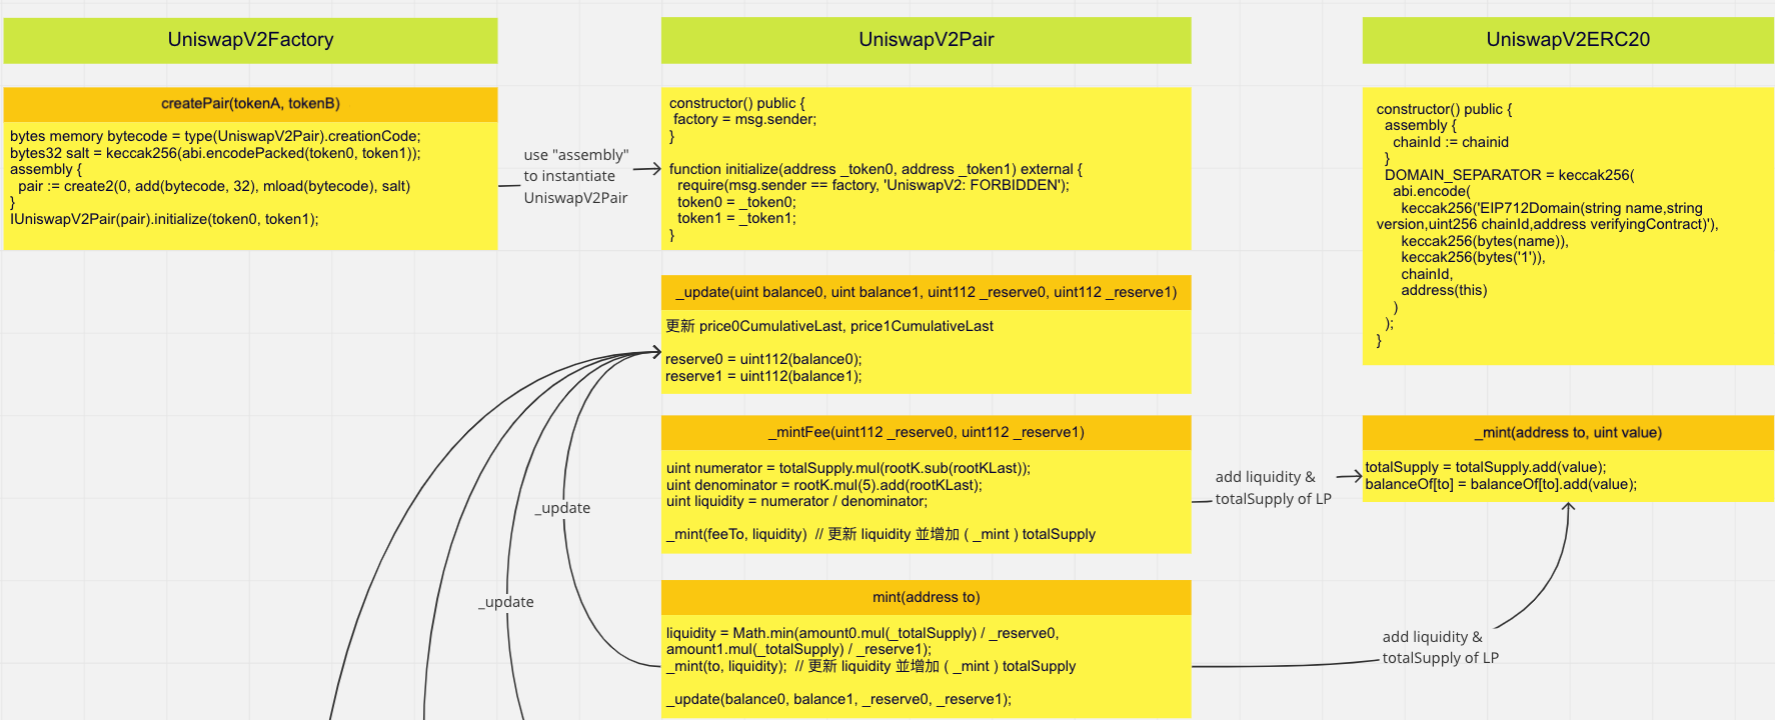 UniswapV2Factory
createPair(tokenA, tokenB)
bytes memory bytecode = type(UniswapV2Pair).creationCode;
bytes32 salt = keccak256(abi.encodePacked(token0, token1));
assembly {
pair := create2(0, add(bytecode, 32), mload(bytecode), salt)
}
IUniswapV2Pair(pair).initialize(token0, token1);
use "assembly"
to instantiate
UniswapV2Pair
UniswapV2Pair
constructor() public {
factory = msg.sender;
}
function initialize(address _token0, address _token1) external {
require(msg.sender == factory, 'UniswapV2: FORBIDDEN');
token0 = _token0;
token1 = _token1;
}
_update(uint balance0, uint balance1, uint112 _reserve0, uint112 _reserve1)
更新 price0CumulativeLast, price1CumulativeLast
reserve0 = uint112(balance0);
reserve1 = uint112(balance1);
_mintFee(uint112 _reserve0, uint112 _reserve1)
uint numerator = totalSupply.mul(rootK.sub(rootKLast));
uint denominator = rootK.mul(5).add(rootKLast);
uint liquidity = numerator / denominator;
_mint(feeTo, liquidity)  // 更新 liquidity 並增加 ( _mint ) totalSupply
mint(address to)
liquidity = Math.min(amount0.mul(_totalSupply) / _reserve0,
amount1.mul(_totalSupply) / _reserve1);
_mint(to, liquidity);  // 更新 liquidity 並增加 ( _mint ) totalSupply
_update(balance0, balance1, _reserve0, _reserve1);
_update
_update
add liquidity &
totalSupply of LP
add liquidity &
totalSupply of LP
UniswapV2ERC20
constructor() public {
assembly {
chainId := chainid
}
DOMAIN_SEPARATOR = keccak256(
abi.encode(
keccak256('EIP712Domain(string name,string
version,uint256 chainId,address verifyingContract)'),
keccak256(bytes(name)),
keccak256(bytes('1')),
chainId,
address(this)
)
);
}
_mint(address to, uint value)
totalSupply = totalSupply.add(value);
balanceOf[to] = balanceOf[to].add(value);